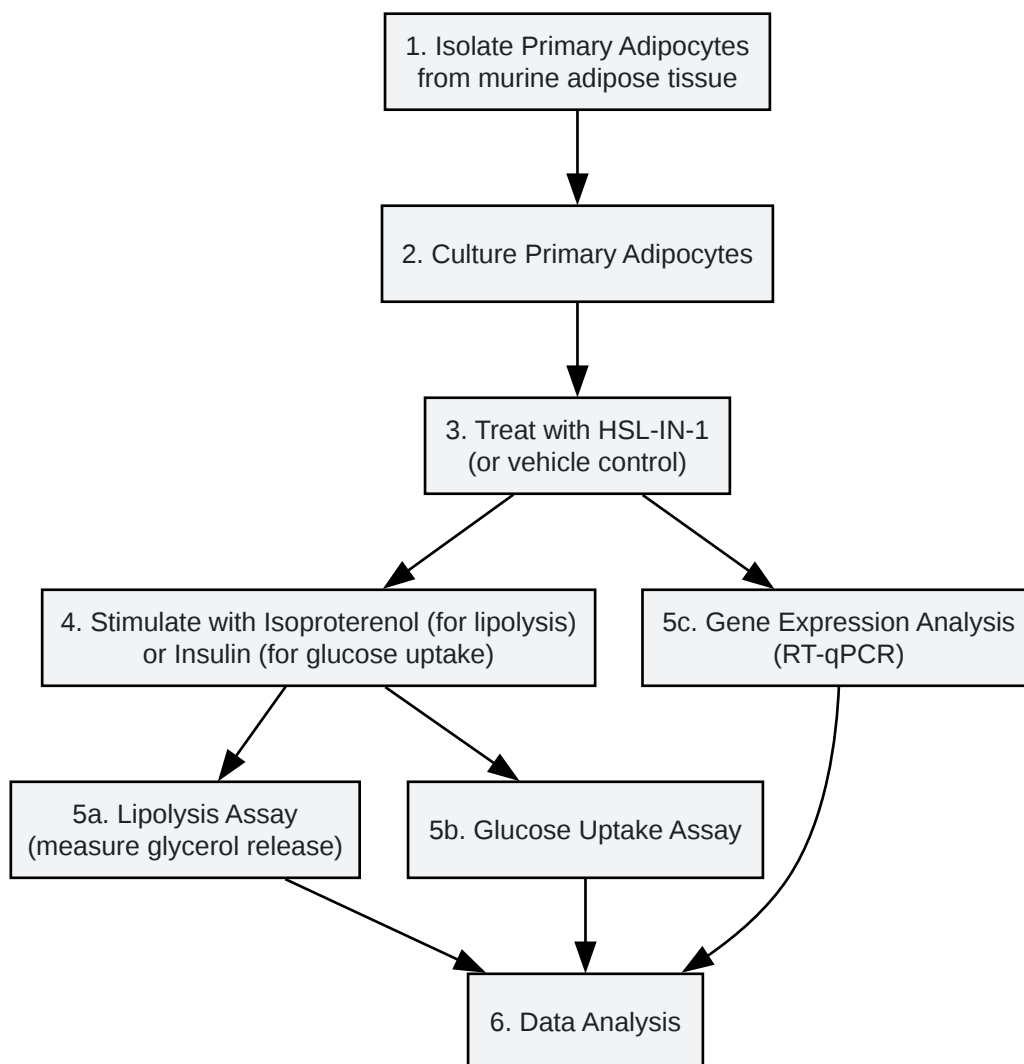 1. Isolate Primary Adipocytes
from murine adipose tissue
2. Culture Primary Adipocytes
3. Treat with HSL-IN-1
(or vehicle control)
4. Stimulate with Isoproterenol (for lipolysis)
or Insulin (for glucose uptake)
5c. Gene Expression Analysis
(RT-qPCR)
5a. Lipolysis Assay
(measure glycerol release)
5b. Glucose Uptake Assay
6. Data Analysis